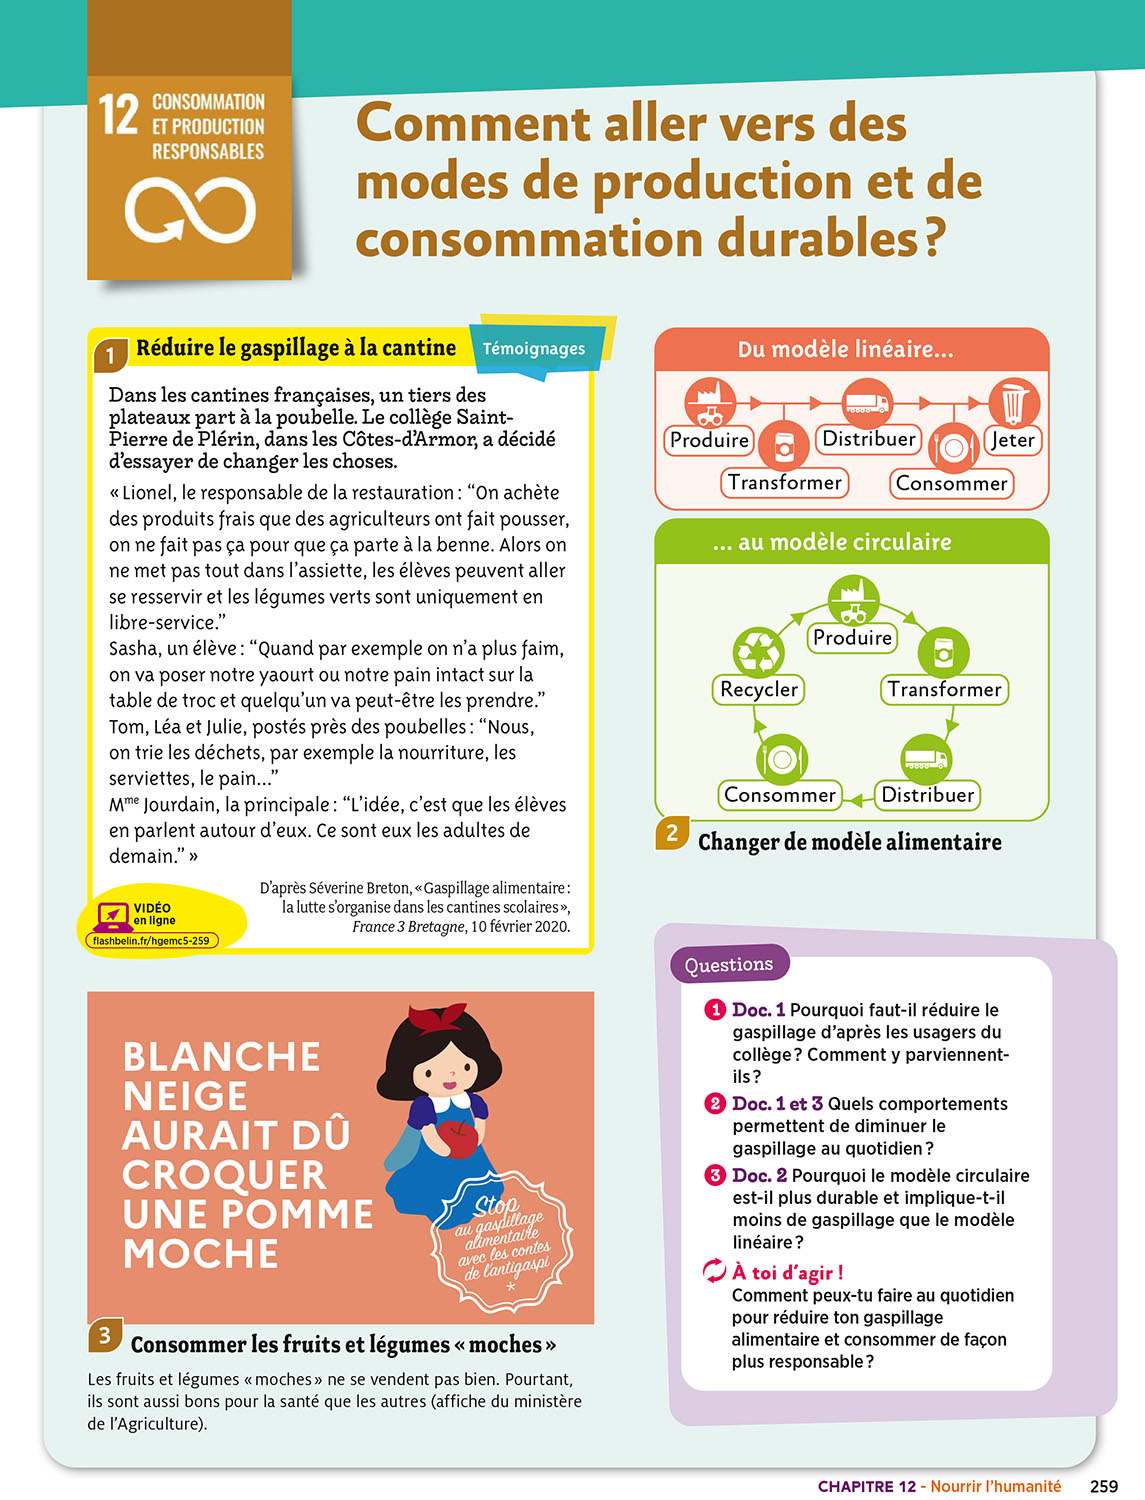 12 CONSOMMATION
ET PRODUCTION
RESPONSABLES
Comment aller vers des
modes de production et de
consommation durables ?
1 Réduire le gaspillage à la cantine
Témoignages
Dans les cantines françaises, un tiers des
plateaux part à la poubelle. Le collège Saint-
Pierre de Plérin, dans les Côtes-d’Armor, a décidé
d’essayer de changer les choses.
« Lionel, le responsable de la restauration : “On achète
des produits frais que des agriculteurs ont fait pousser,
on ne fait pas ça pour que ça parte à la benne. Alors on
ne met pas tout dans l’assiette, les élèves peuvent aller
se resservir et les légumes verts sont uniquement en
libre-service.”
Sasha, un élève : “Quand par exemple on n’a plus faim,
on va poser notre yaourt ou notre pain intact sur la
table de troc et quelqu’un va peut-être les prendre.”
Tom, Léa et Julie, postés près des poubelles : “Nous,
on trie les déchets, par exemple la nourriture, les
serviettes, le pain...”
Mme Jourdain, la principale : “L’idée, c’est que les élèves
en parlent autour d’eux. Ce sont eux les adultes de
demain.” »
D’après Séverine Breton, « Gaspillage alimentaire :
la lutte s’organise dans les cantines scolaires »,
France 3 Bretagne, 10 février 2020.
VIDÉO
en ligne
flashbelin.fr/hgemc5-259
Du modèle linéaire...
Produire
Transformer
Distribuer
Consommer
Jeter
... au modèle circulaire
Produire
Transformer
Distribuer
Consommer
Recycler
2 Changer de modèle alimentaire
BLANCHE
NEIGE
AURAIT DÛ
CROQUER
UNE POMME
MOCHE
Stop
au gaspillage
alimentaire
avec les contes
de l’antigaspi
*
3 Consommer les fruits et légumes « moches »
Les fruits et légumes « moches » ne se vendent pas bien. Pourtant,
ils sont aussi bons pour la santé que les autres (affiche du ministère
de l’Agriculture).
Questions
1 Doc. 1 Pourquoi faut-il réduire le
gaspillage d’après les usagers du
collège ? Comment y parviennent-
ils ?
2 Doc. 1 et 3 Quels comportements
permettent de diminuer le
gaspillage au quotidien ?
3 Doc. 2 Pourquoi le modèle circulaire
est-il plus durable et implique-t-il
moins de gaspillage que le modèle
linéaire ?
À toi d’agir !
Comment peux-tu faire au quotidien
pour réduire ton gaspillage
alimentaire et consommer de façon
plus responsable ?
CHAPITRE 12 - Nourrir l’humanité 259